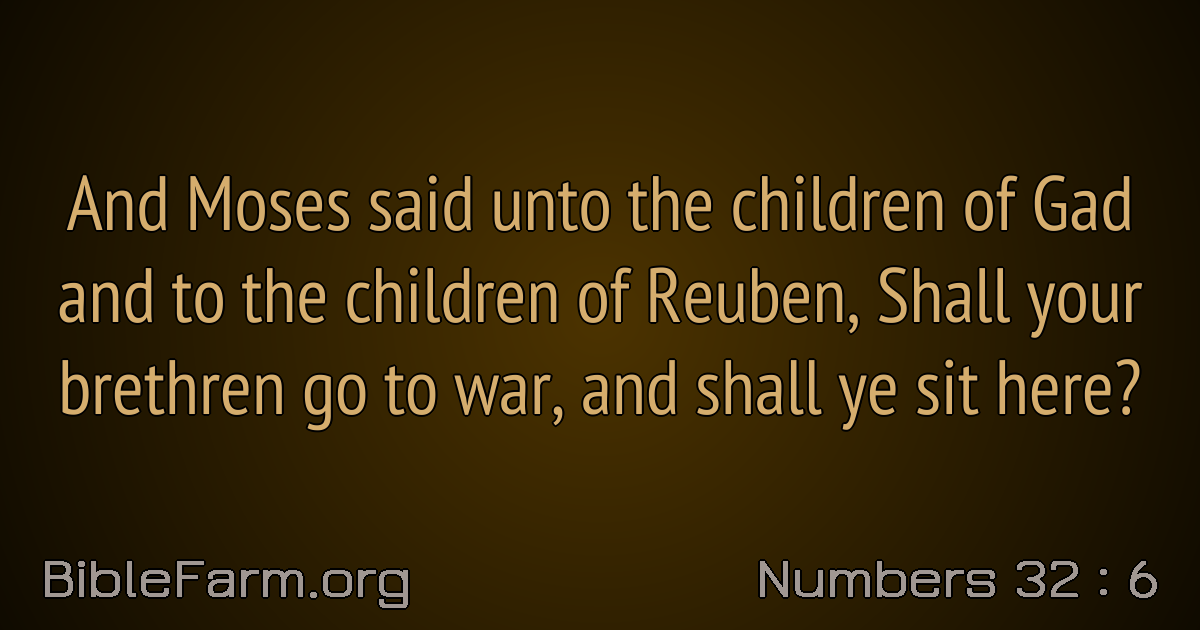 And Moses said unto the children of Gad
and to the children of Reuben, Shall your
brethren go to war, and shall ye sit here?
BibleFarm.org
Numbers 32 : 6